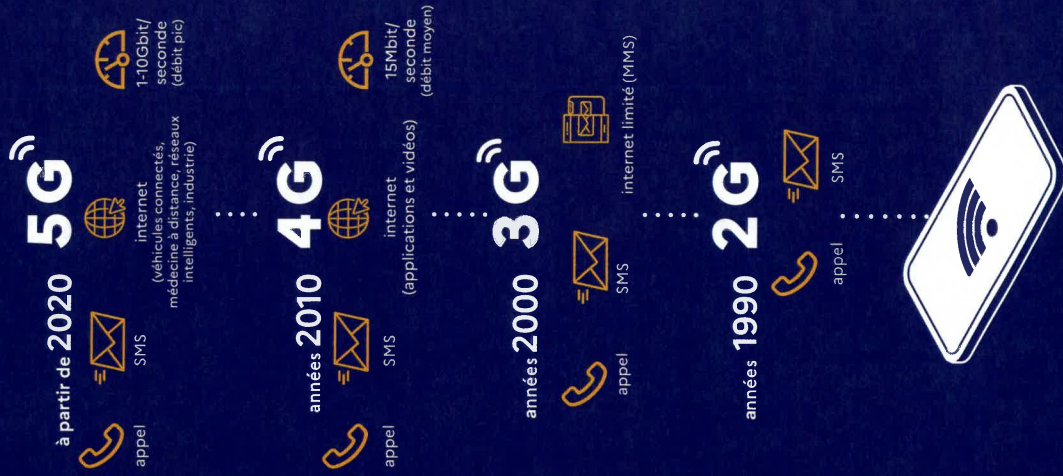 à partir de 2020 5G
appel
SMS
internet
(véhicules connectés,
médecine à distance, réseaux
intelligents, industrie)
1-10Gbit/
seconde
(débit pic)
années 2010 4G
appel
SMS
internet
(applications et vidéos)
15Mbit/
seconde
(débit moyen)
années 2000 3G
appel
SMS
internet limité (MMS)
années 1990 2G
appel
SMS